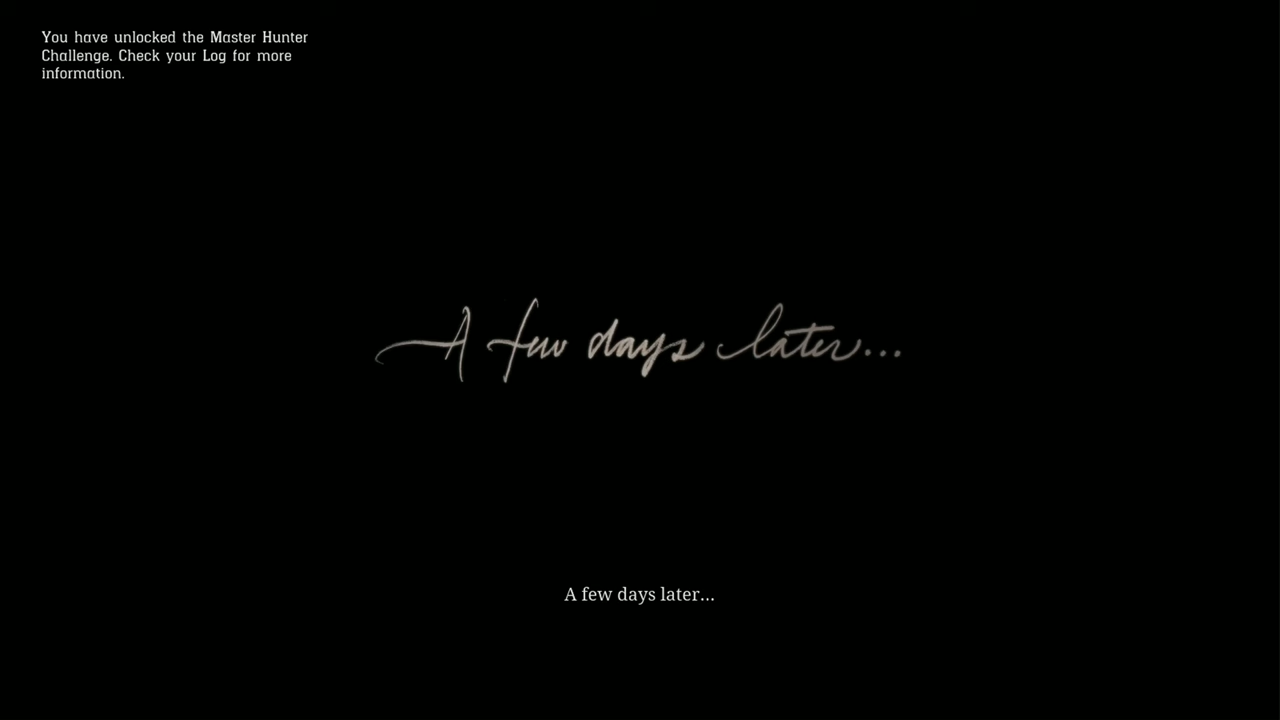 You have unlocked the Master Hunter
Challenge. Check your Log for more
information.
A few days later...
A few days later...